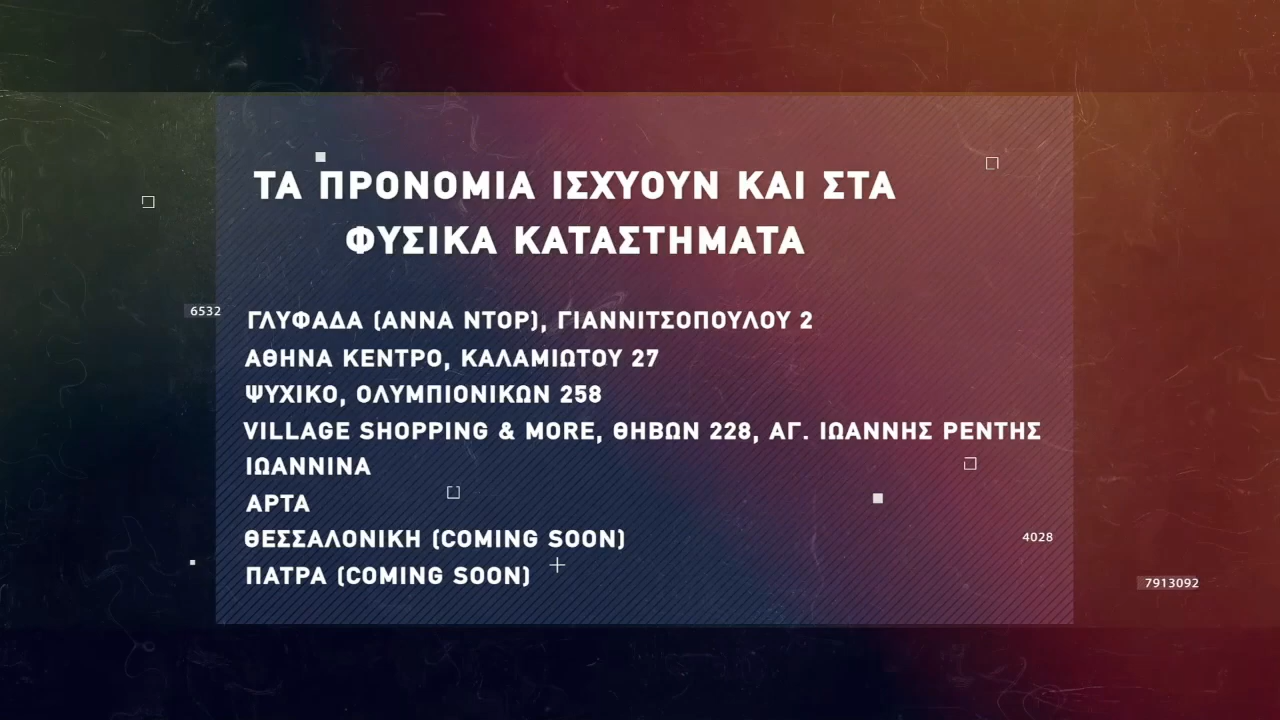 ΤΑ ΠΡΟΝΟΜΙΑ ΙΣΧΥΟΥΝ ΚΑΙ ΣΤΑ
ΦΥΣΙΚΑ ΚΑΤΑΣΤΗΜΑΤΑ
6532
ΓΛΥΦΑΔΑ (ΑΝΝΑ ΝΤΟΡ), ΓΙΑΝΝΙΤΣΟΠΟΥΛΟΥ 2
ΑΘΗΝΑ ΚΕΝΤΡΟ, ΚΑΛΑΜΙΩΤΟΥ 27
ΨΥΧΙΚΟ, ΟΛΥΜΠΙΟΝΙΚΩΝ 258
VILLAGE SHOPPING & MORE, ΘΗΒΩΝ 228, ΑΓ. ΙΩΑΝΝΗΣ ΡΕΝΤΗΣ
ΙΩΑΝΝΙΝΑ
ΑΡΤΑ
ΘΕΣΣΑΛΟΝΙΚΗ (COMING SOON)
4028
ΠΑΤΡΑ (COMING SOON)
7913092